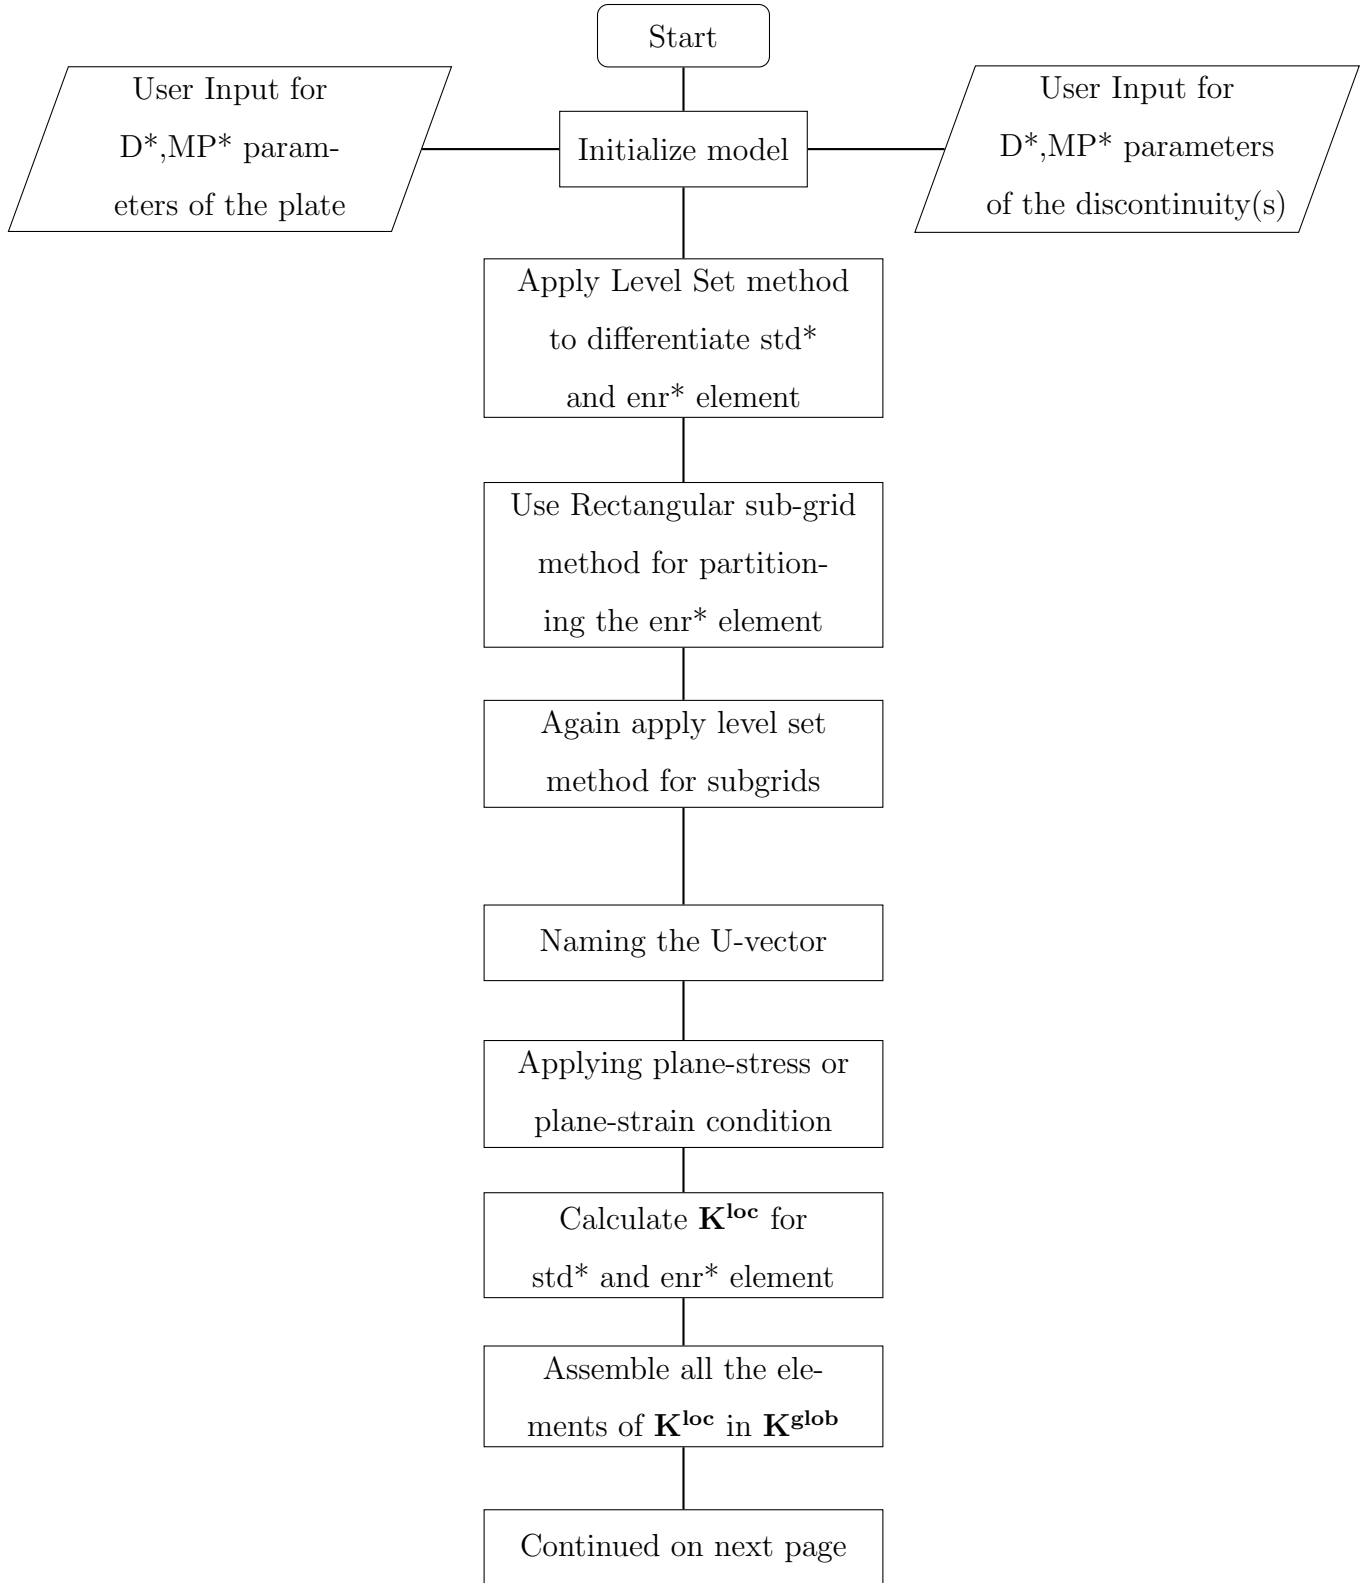 Start
User Input for
D*,MP* param-
eters of the plate
Initialize model
User Input for
D*,MP* parameters
of the discontinuity(s)
Apply Level Set method
to differentiate std*
and enr* element
Use Rectangular sub-grid
method for partition-
ing the enr* element
Again apply level set
method for subgrids
Naming the U-vector
Applying plane-stress or
plane-strain condition
Calculate K^loc for
std* and enr* element
Assemble all the ele-
ments of K^loc in K^glob
Continued on next page